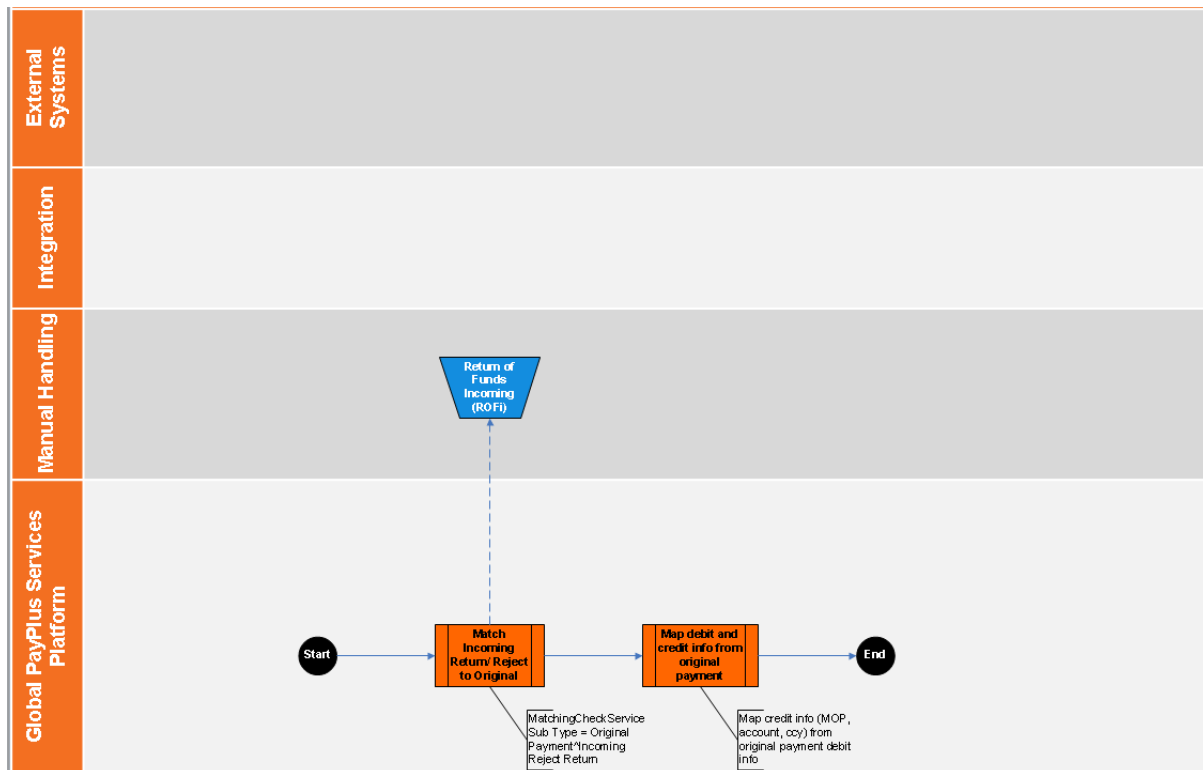 External
Systems
Integration
Manual Handling
Return of
Funds
Incoming
(ROFi)
Global PayPlus Services
Platform
Start
Match
Incoming
Return/ Reject
to Original
Map debit and
credit info from
original
payment
End
MatchingCheckService
Sub Type = Original
Payment^Incoming
Reject Return
Map credit info (MOP,
account, ccy) from
original payment debit
info